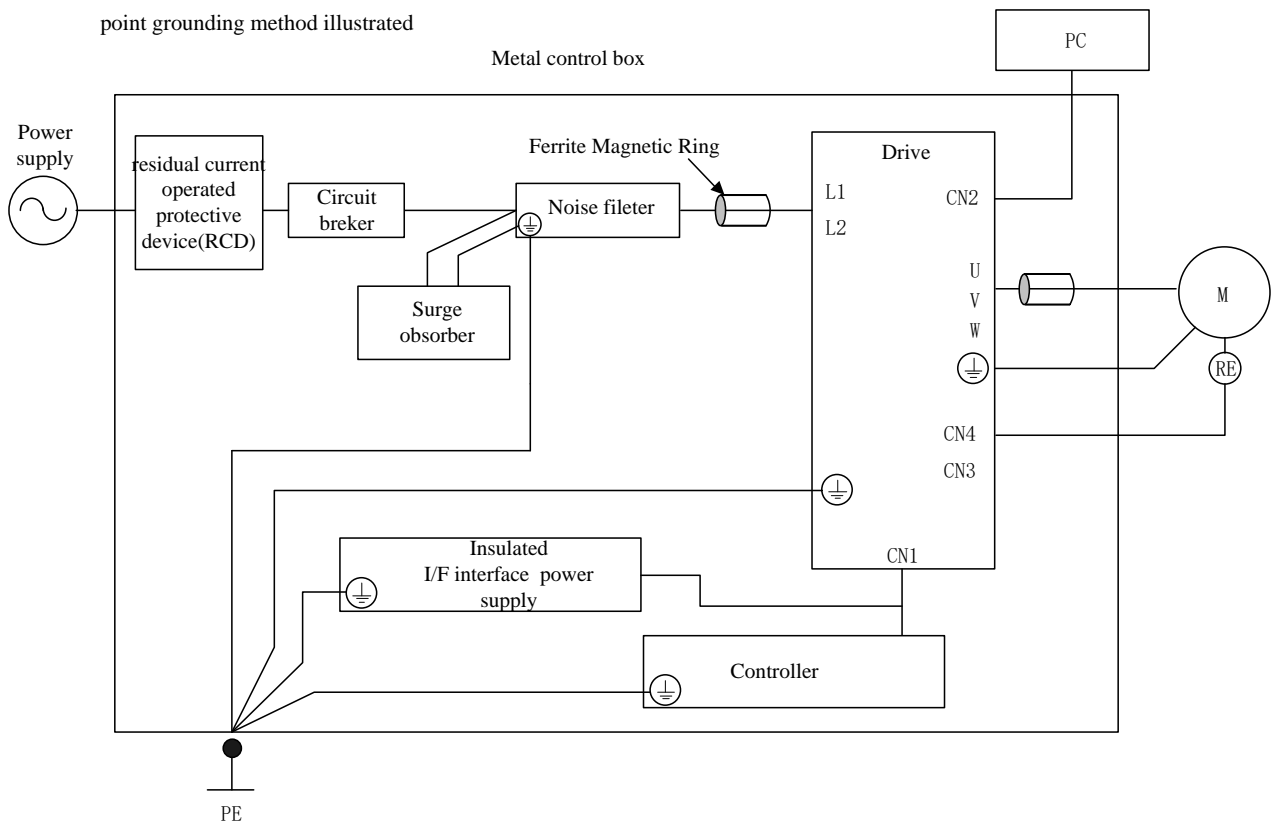 point grounding method illustrated
Metal control box
PC
Power
supply
residual current
operated
protective
device(RCD)
Circuit
breker
Noise fileter
Ferrite Magnetic Ring
Surge
obsorber
Drive
L1
L2
CN2
U
V
W
M
RE
CN4
CN3
CN1
Insulated
I/F interface power
supply
Controller
PE